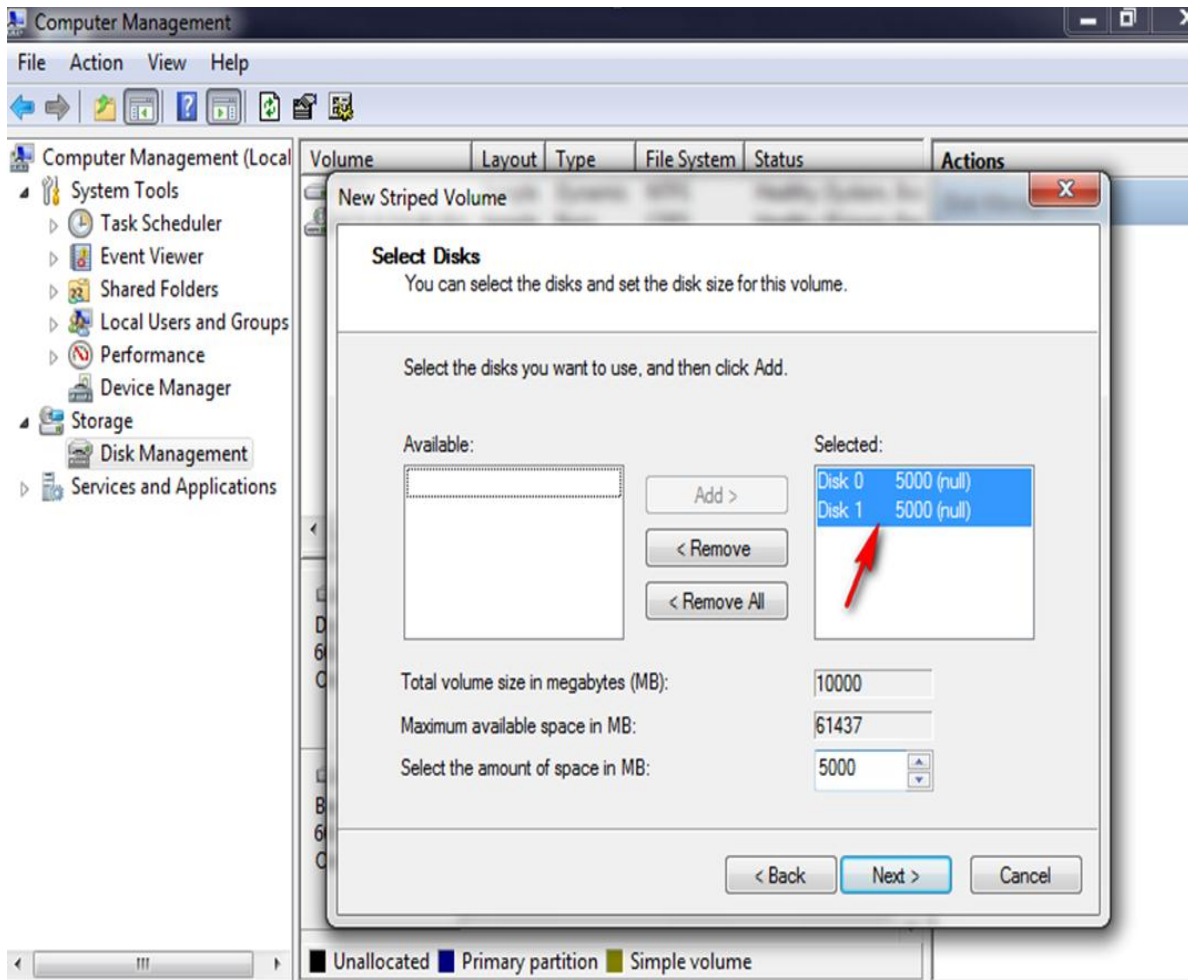 Computer Management
File Action View Help
Computer Management (Local
System Tools
Task Scheduler
Event Viewer
Shared Folders
Local Users and Groups
Performance
Device Manager
Storage
Disk Management
Services and Applications
Volume Layout Type File System Status
Actions
New Striped Volume
Select Disks
You can select the disks and set the disk size for this volume.
Select the disks you want to use, and then click Add.
Available:
Add >
< Remove
< Remove All
Selected:
Disk 0 5000 (null)
Disk 1 5000 (null)
Total volume size in megabytes (MB): 10000
Maximum available space in MB: 61437
Select the amount of space in MB: 5000
< Back Next > Cancel
Unallocated Primary partition Simple volume